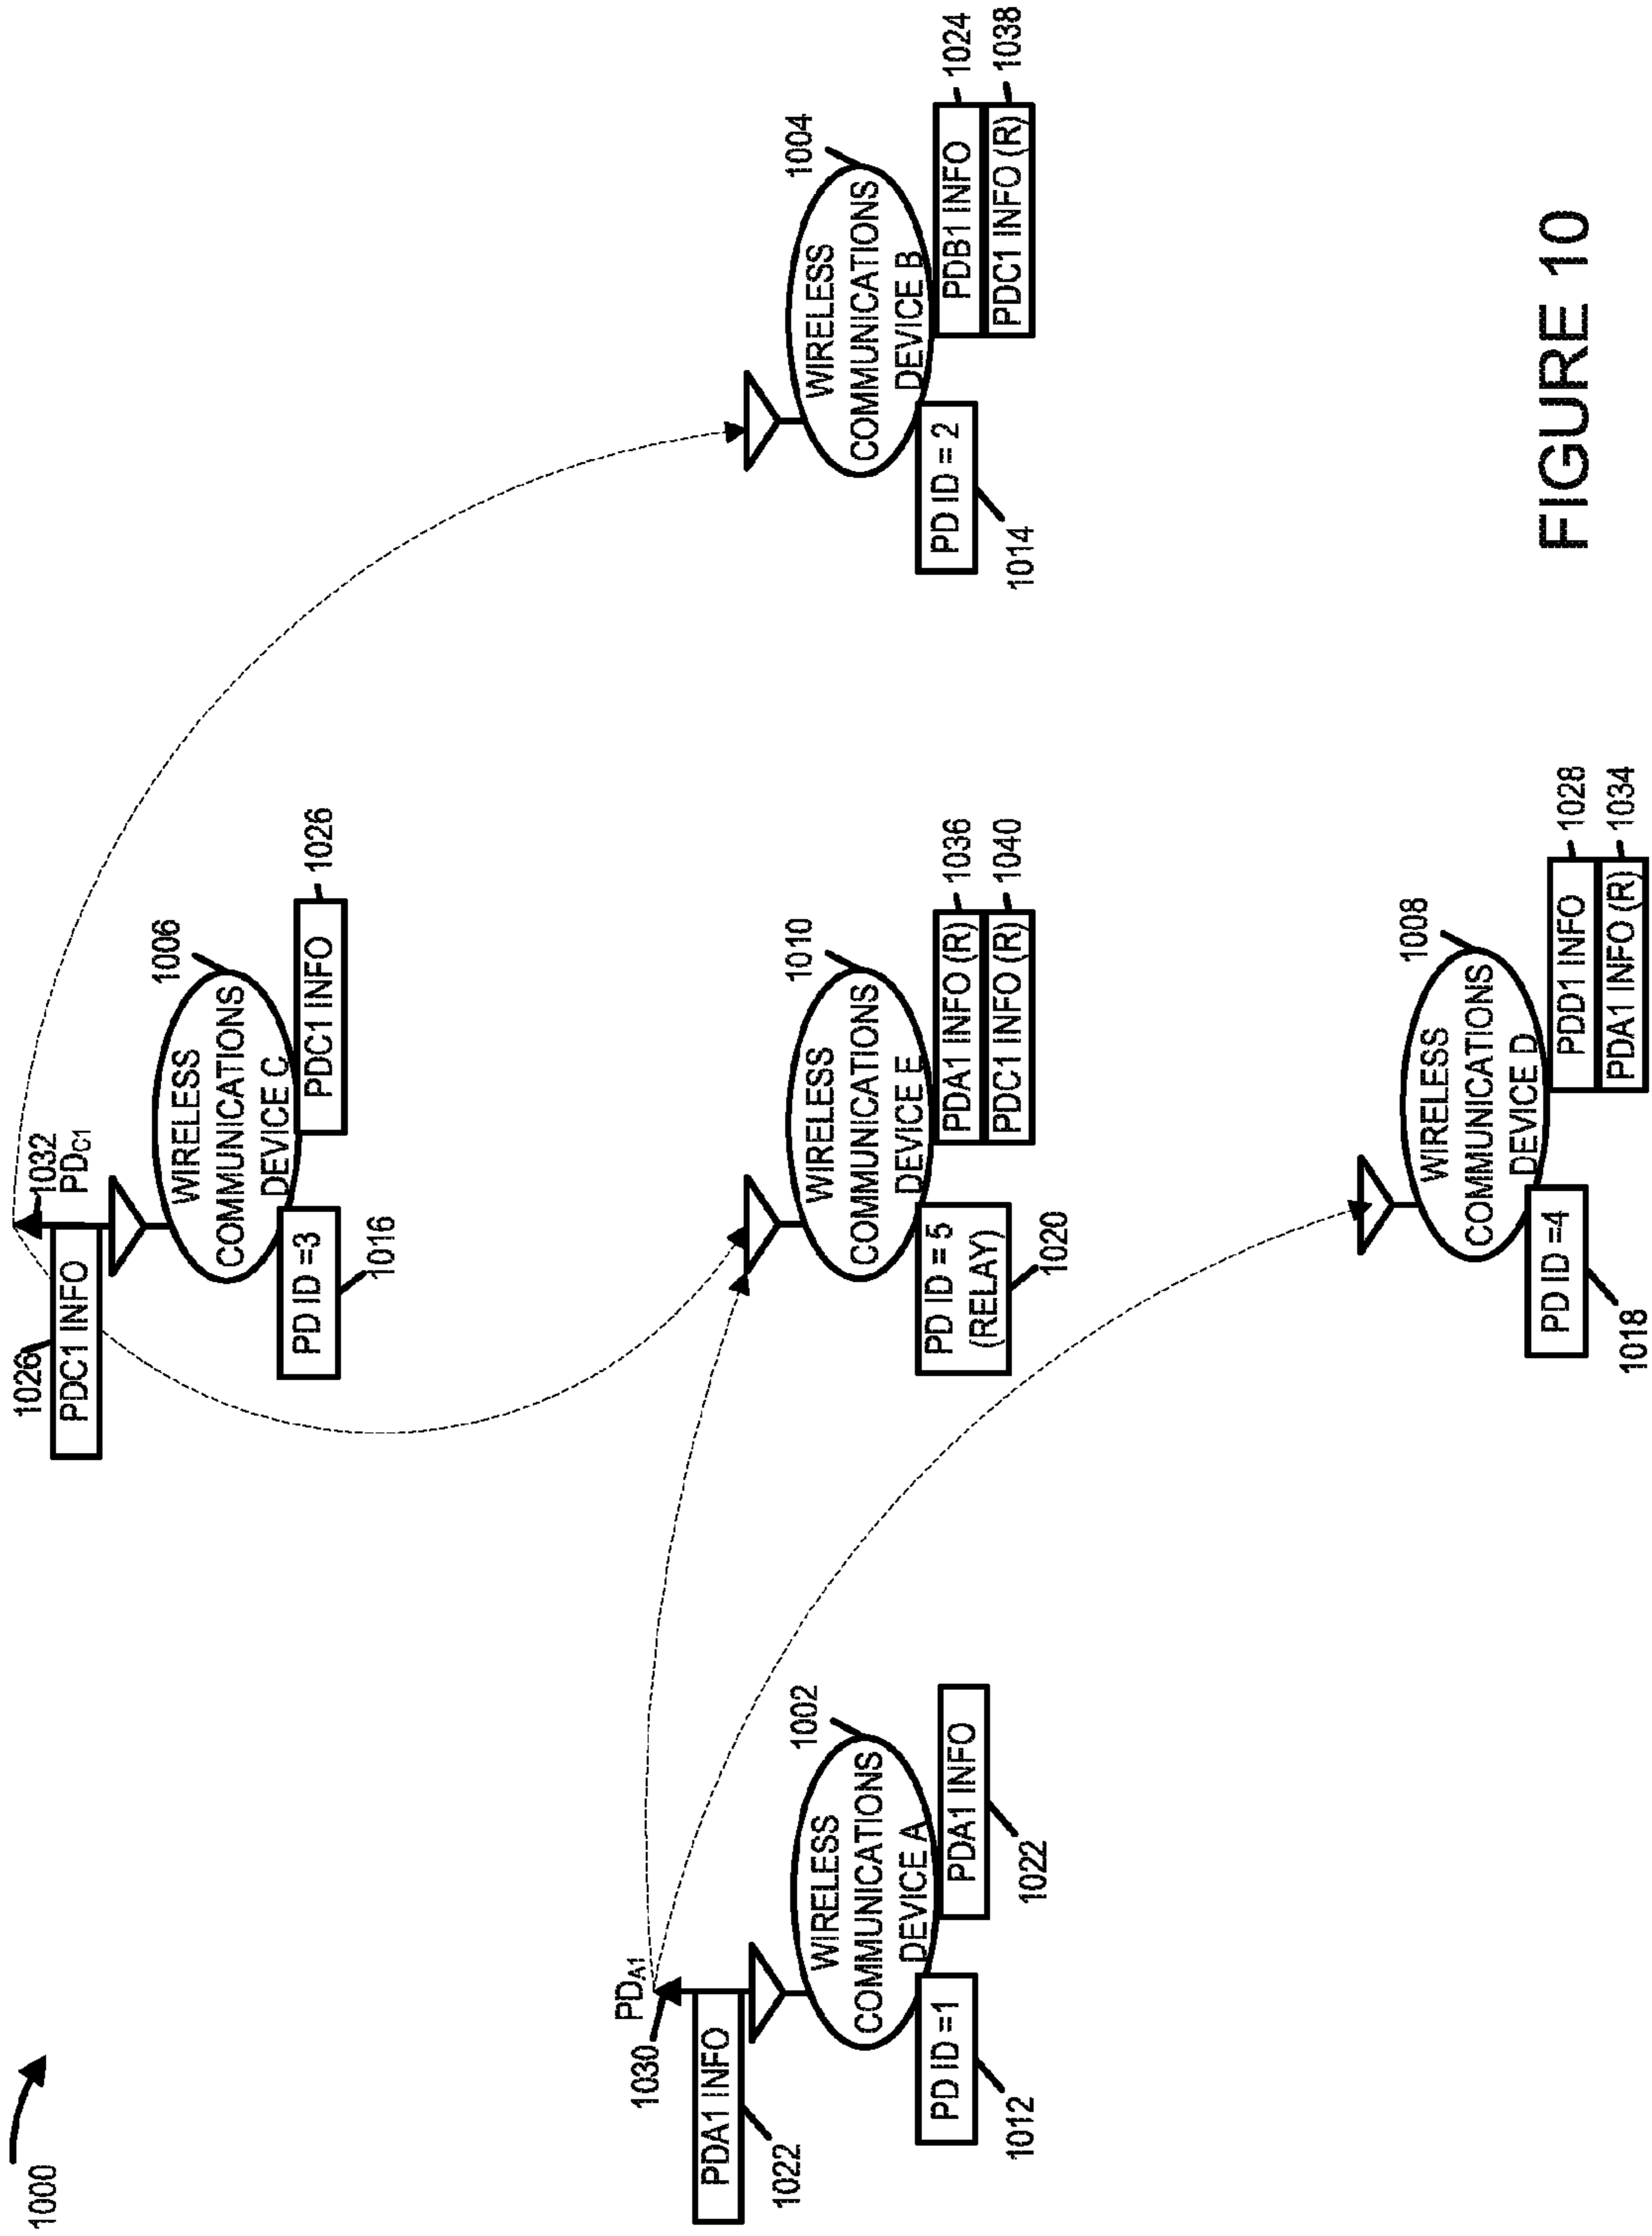 1000
1026
PDC1 INFO
1032
PDC1
1006
WIRELESS
COMMUNICATIONS
DEVICE C
PD ID =3
1016
PDC1 INFO
1026
PDA1
1030
PDA1 INFO
1022
1002
WIRELESS
COMMUNICATIONS
DEVICE A
PD ID =1
1012
PDA1 INFO
1022
1010
WIRELESS
COMMUNICATIONS
DEVICE E
PD ID = 5
(RELAY)
1020
PDA1 INFO (R)
1036
PDC1 INFO (R)
1040
1004
WIRELESS
COMMUNICATIONS
DEVICE B
PD ID = 2
1014
PDB1 INFO
1024
PDC1 INFO (R)
1038
1008
WIRELESS
COMMUNICATIONS
DEVICE D
PD ID =4
1018
PDD1 INFO
1028
PDA1 INFO (R)
1034
FIGURE 10